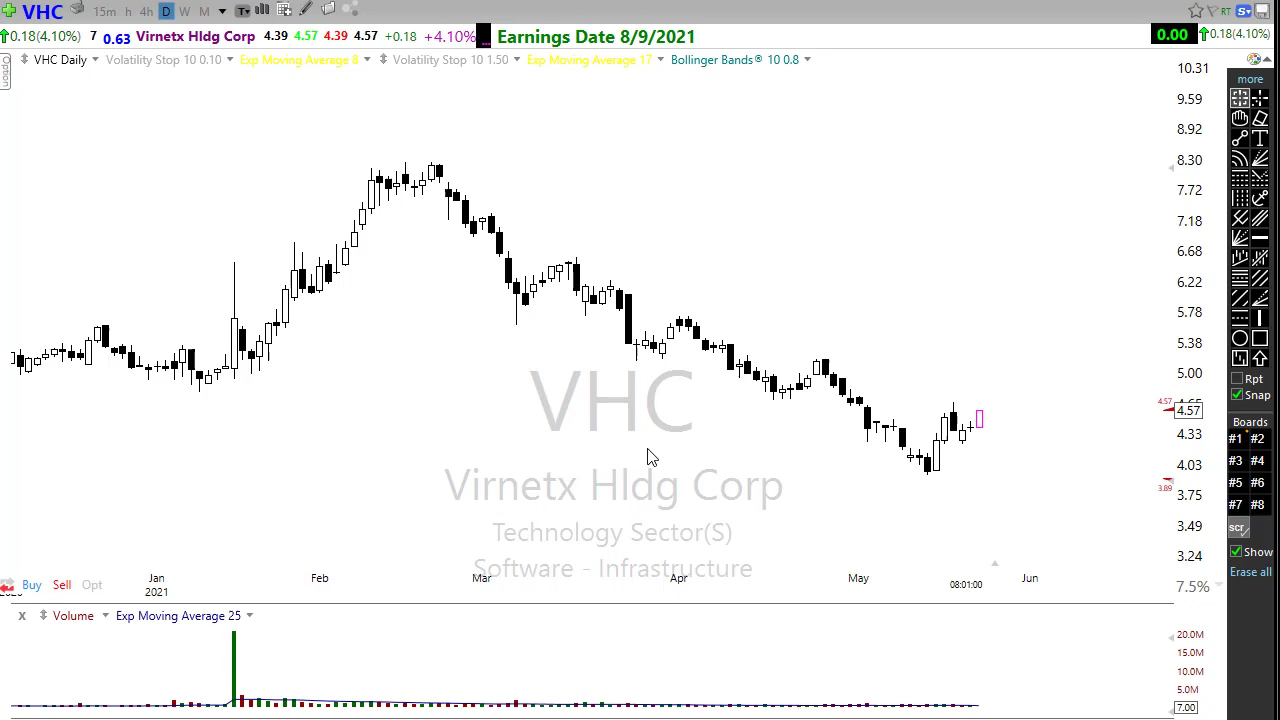 VHC 15m h 4h D W M T RT S
0.18(4.10%) 7 0.63 Virnetx Hldg Corp 4.39 4.57 4.39 4.57 +0.18 +4.10% Earnings Date 8/9/2021 0.00 0.18(4.10%)
Option
VHC Daily Volatility Stop 10 0.10 Exp Moving Average 8 Volatility Stop 10 1.50 Exp Moving Average 17 Bollinger Bands® 10 0.8
10.31
9.59
8.92
8.30
7.72
7.18
6.68
6.22
5.78
5.38
5.00
4.57
4.57
4.33
4.03
3.89
3.75
3.49
3.24
7.5%
VHC
Virnetx Hldg Corp
Technology Sector(S)
Software - Infrastructure
Buy Sell Opt
Jan Feb Mar Apr May Jun
2021
08:01:00
X Volume Exp Moving Average 25
20.0M
15.0M
10.0M
5.0M
7.00
more
T
Rpt
Snap
Boards
#1 #2
#3 #4
#5 #6
#7 #8
scr
Show
Erase all